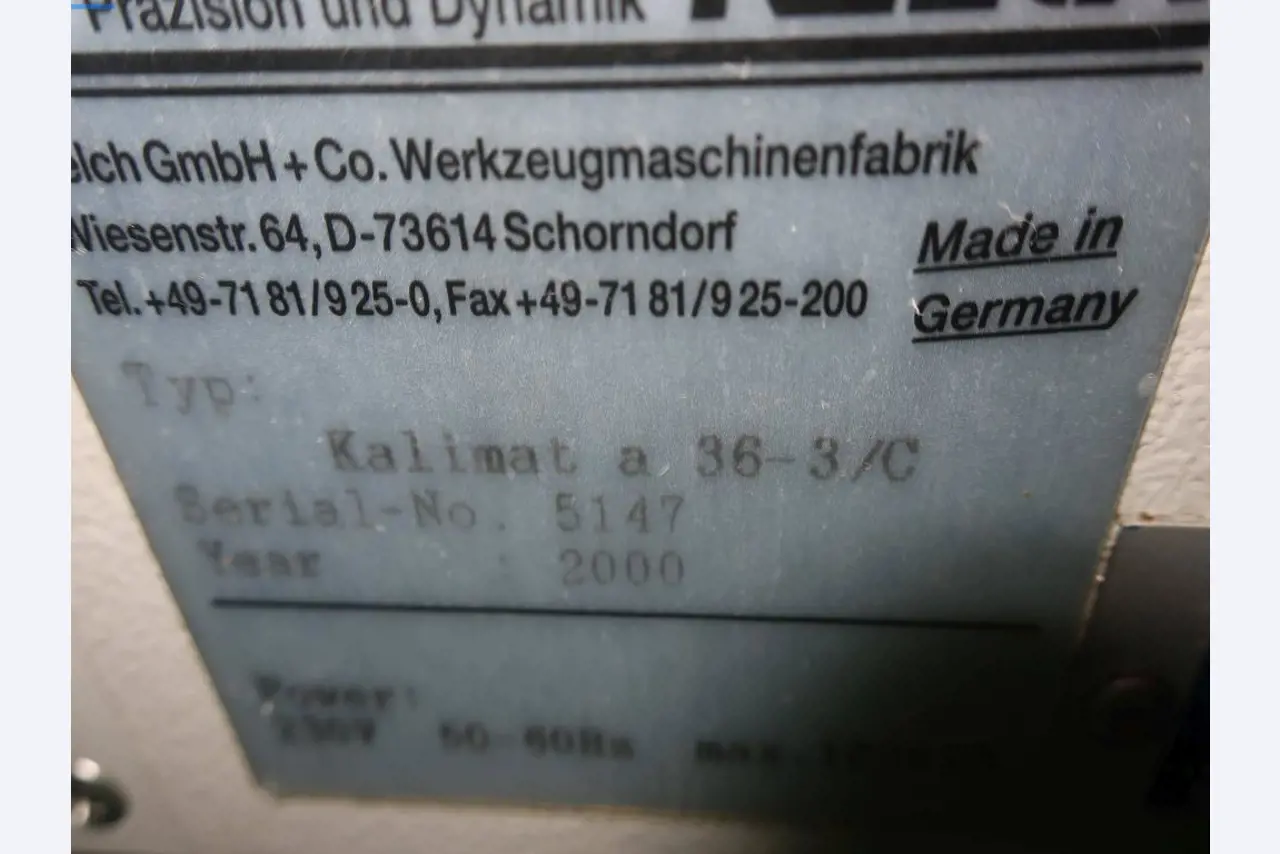 Präzision und Dynamik
elch GmbH + Co. Werkzeugmaschinenfabrik
Wiesenstr. 64, D-73614 Schorndorf
Made in
Tel. +49-71 81/9 25-0, Fax +49-71 81/9 25-200
Germany
Typ:
Kalimat a 36-3/C
Serial-No. 5147
Year : 2000
Power:
230V 50-60Hz max.